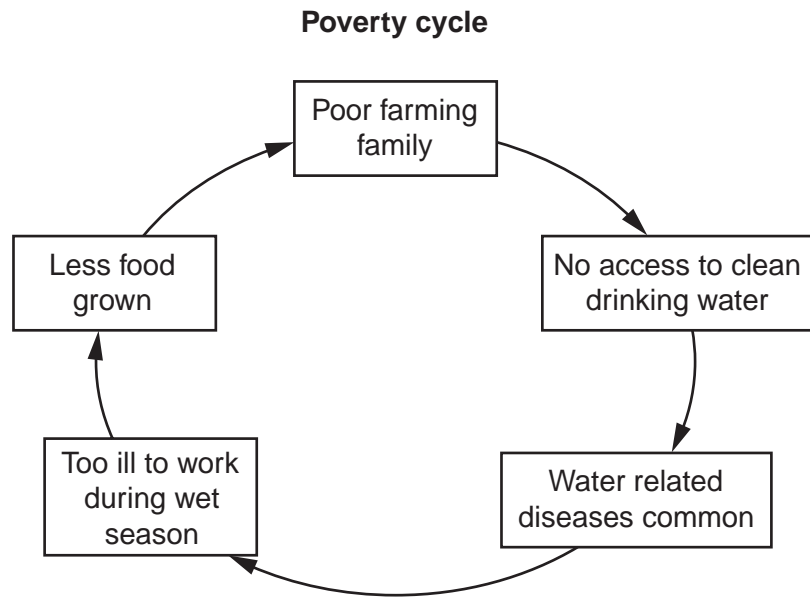 Poverty cycle
Poor farming
family
No access to clean
drinking water
Water related
diseases common
Too ill to work
during wet
season
Less food
grown